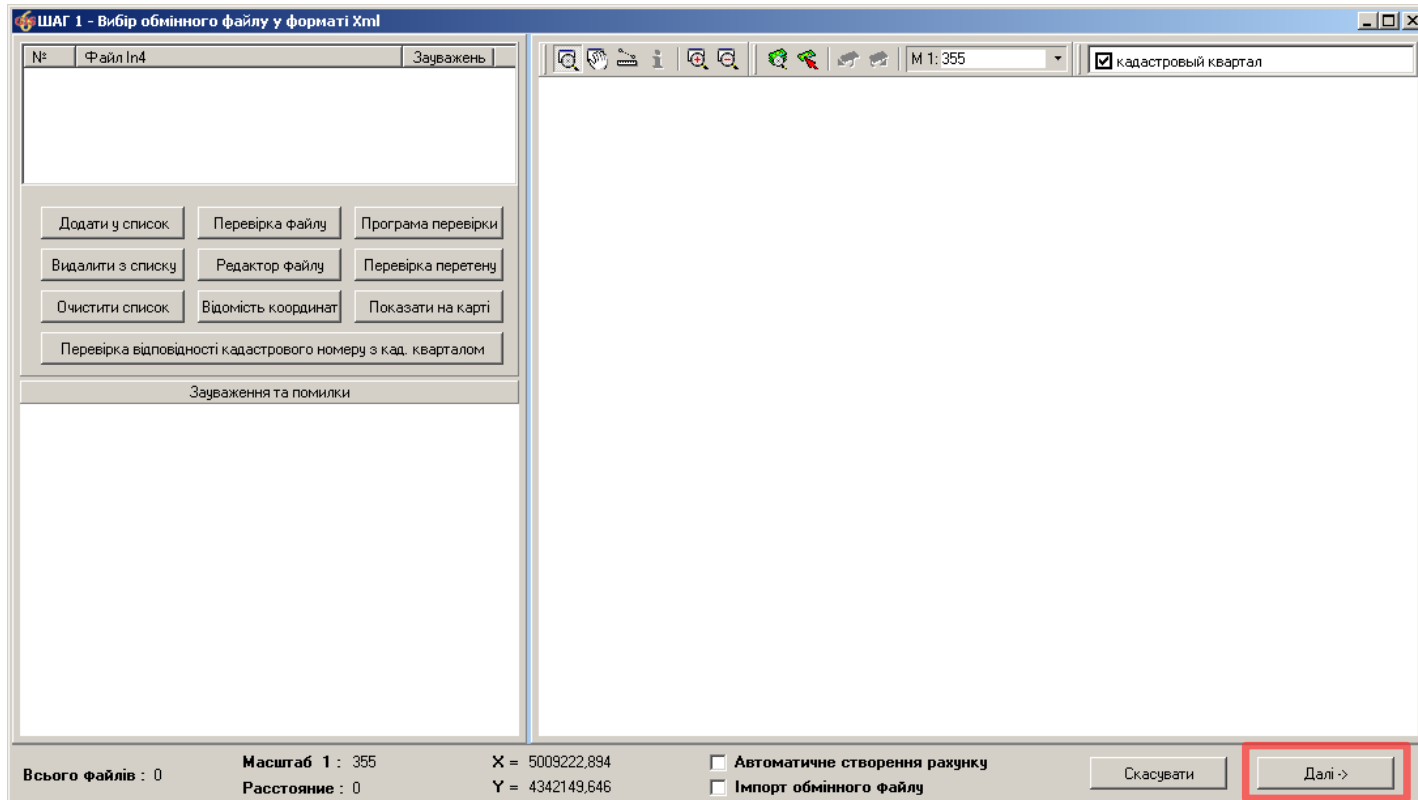 ШАГ 1 - Вибір обмінного файлу у форматі Xml
№ Файл In4 Зауважень
М 1: 355 кадастровый квартал
Додати у список Перевірка файлу Програма перевірки
Видалити з списку Редактор файлу Перевірка перетену
Очистити список Відомість координат Показати на карті
Перевірка відповідності кадастрового номеру з кад. кварталом
Зауваження та помилки
Всього файлів : 0
Масштаб 1 : 355
Расстояние : 0
X = 5009222,894
Y = 4342149,646
Автоматичне створення рахунку
Імпорт обмінного файлу
Скасувати
Далі ->